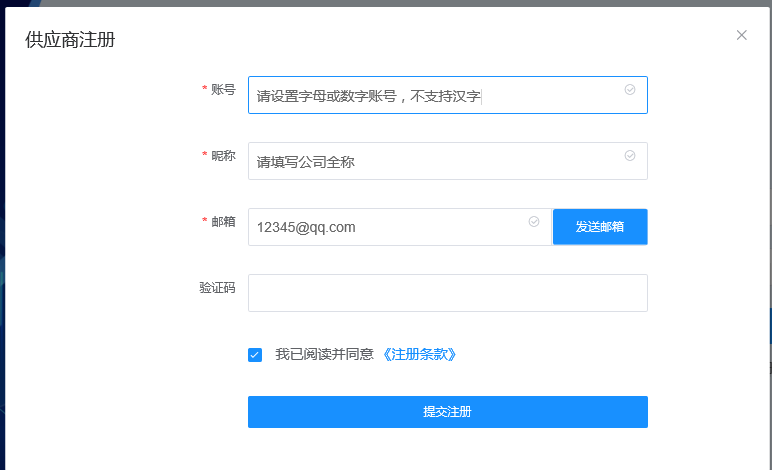 供应商注册
* 账号
请设置字母或数字账号，不支持汉字
* 昵称
请填写公司全称
* 邮箱
12345@qq.com
发送邮箱
验证码
我已阅读并同意 《注册条款》
提交注册